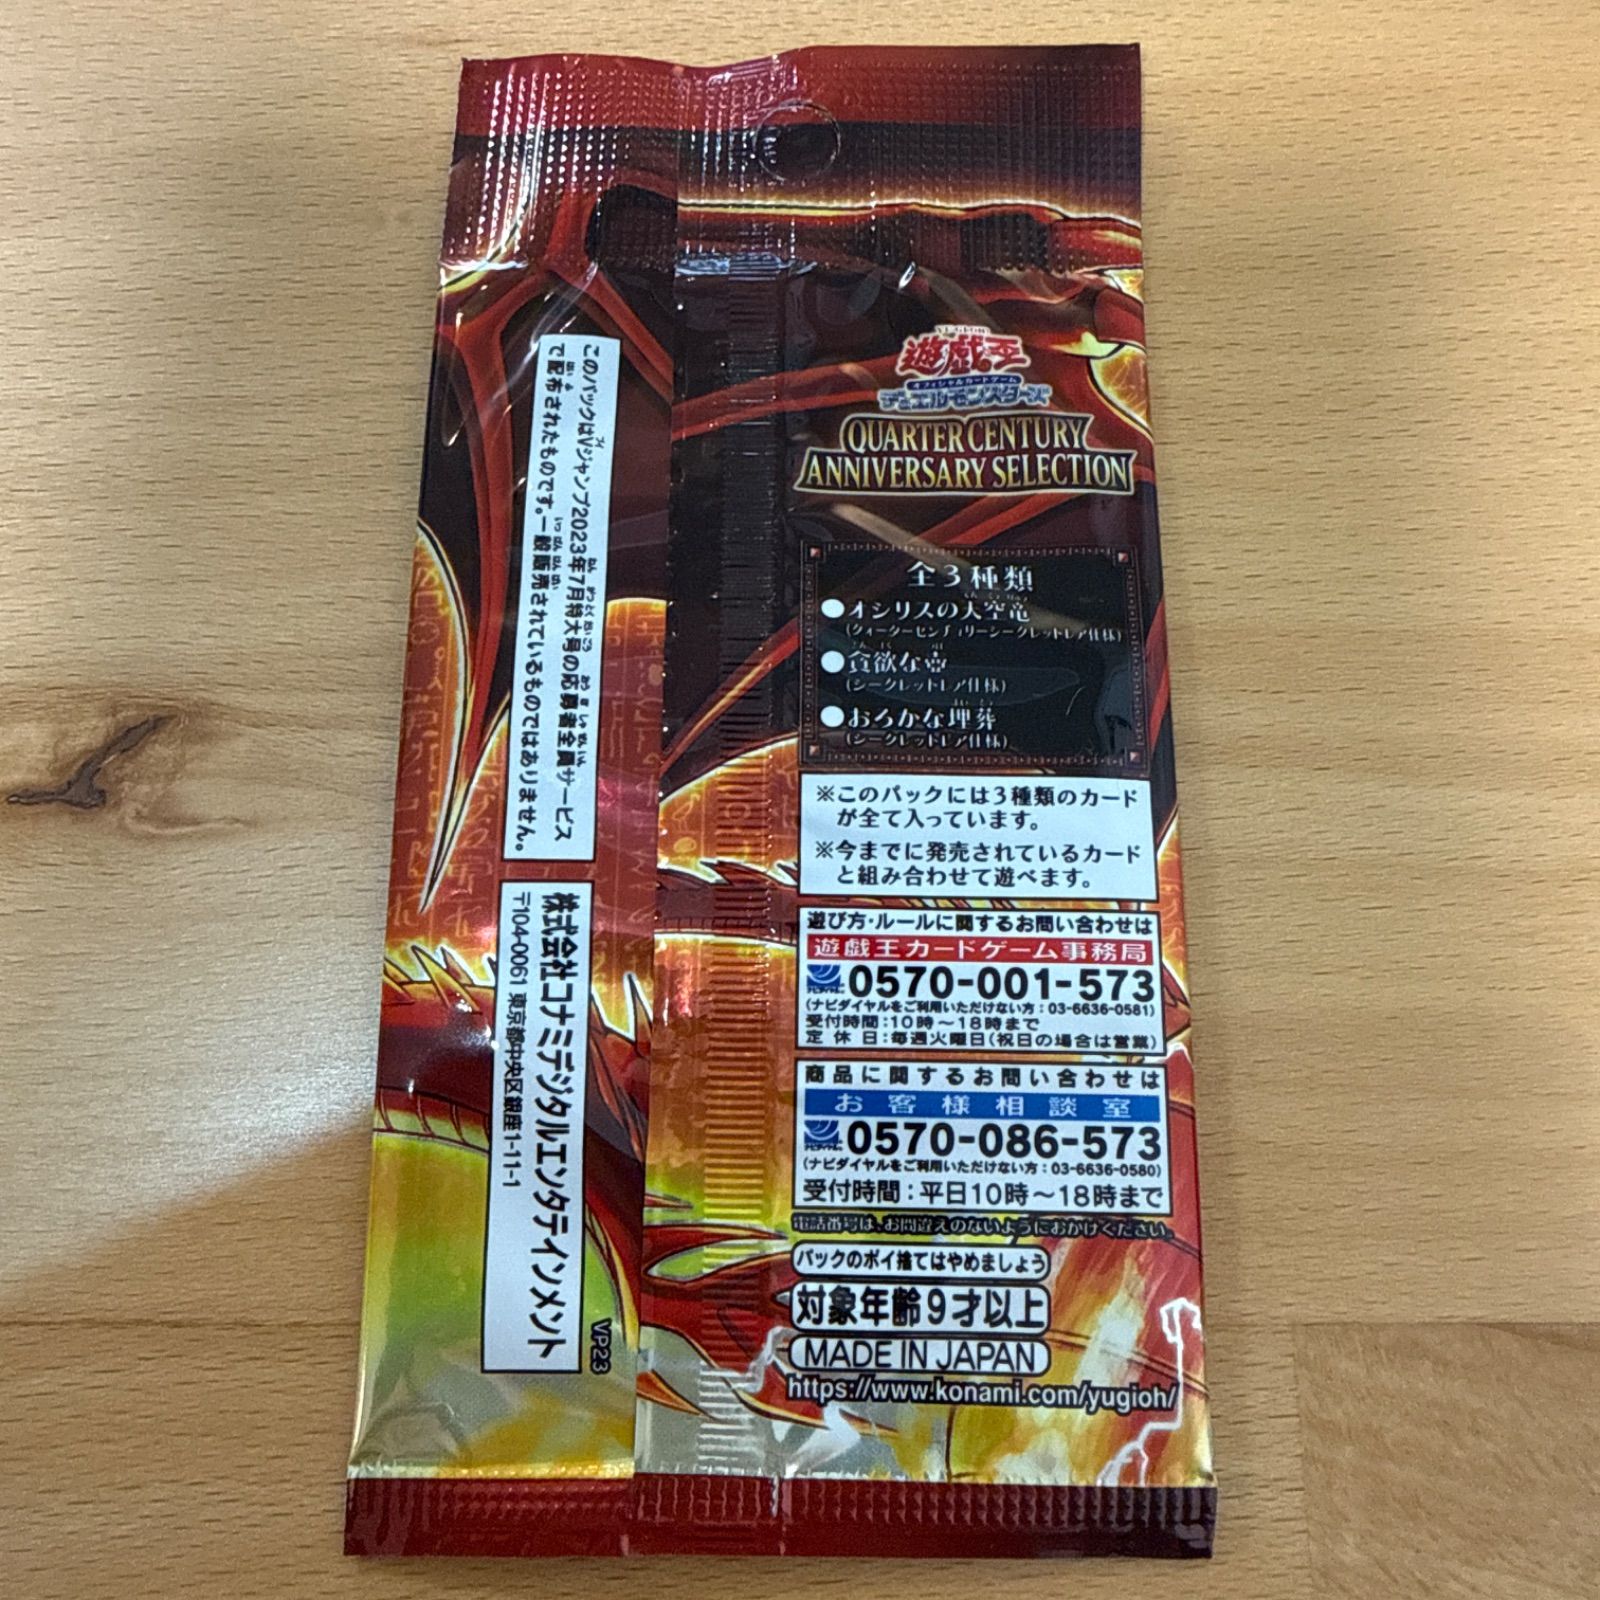 YU-GI-OH!
遊戯王
オフィシャルカードゲーム
デュエルモンスターズ
QUARTER CENTURY
ANNIVERSARY SELECTION
全3種類
●オシリスの天空竜
(クォーターセンチュリーシークレットレア仕様)
●貪欲な壺
(シークレットレア仕様)
●おろかな埋葬
(シークレットレア仕様)
※このパックには3種類のカード
が全て入っています。
※今までに発売されているカード
と組み合わせて遊べます。
遊び方・ルールに関するお問い合わせは
遊戯王カードゲーム事務局
0570-001-573
(ナビダイヤルをご利用いただけない方:03-6636-0581)
受付時間:10時〜18時まで
定休日:毎週火曜日(祝日の場合は営業)
商品に関するお問い合わせは
お客様相談室
0570-086-573
(ナビダイヤルをご利用いただけない方:03-6636-0580)
受付時間:平日10時〜18時まで
電話番号は、お間違えのないようにおかけください。
パックのポイ捨てはやめましょう
対象年齢9才以上
MADE IN JAPAN
https://www.konami.com/yugioh/
このパックはVジャンプ2023年7月特大号の応募者全員サービス
で配布されたものです。一般販売されているものではありません。
株式会社コナミデジタルエンタテインメント
〒104-0061 東京都中央区銀座1-11-1
VP23